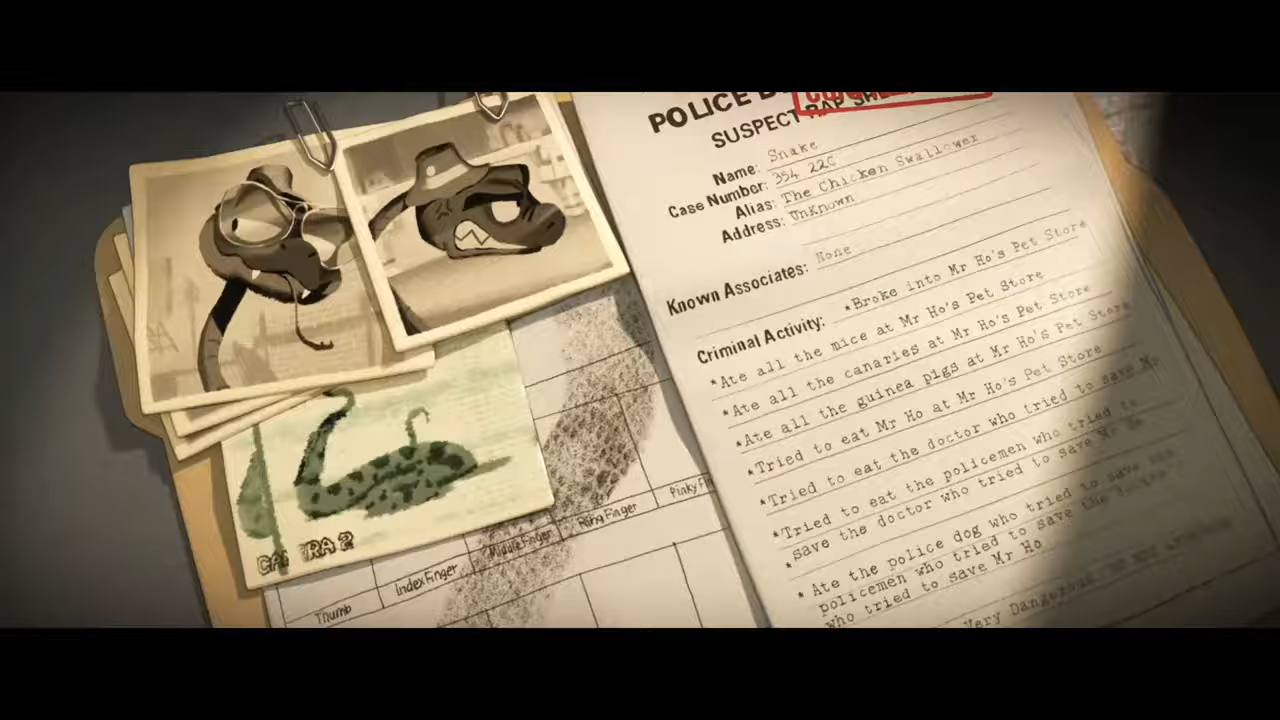 POLICE D
SUSPECT RAP SHEET
Name: Snake
Case Number: 354 22C
Alias: The Chicken Swallower
Address: Unknown
Known Associates: None
Criminal Activity: *Broke into Mr Ho's Pet Store
*Ate all the mice at Mr Ho's Pet Store
*Ate all the canaries at Mr Ho's Pet Store
*Ate all the guinea pigs at Mr Ho's Pet Store
*Tried to eat Mr Ho at Mr Ho's Pet Store
*Tried to eat the doctor who tried to save Mr
*Tried to eat the policemen who tried to
*save the doctor who tried to save Mr Ho
* Ate the police dog who tried to save the
policemen who tried to save the
who tried to save Mr Ho
Very Dangerous
RA 2
Thumb
Index Finger
Middle Finger
Ring Finger
Pinky Fi